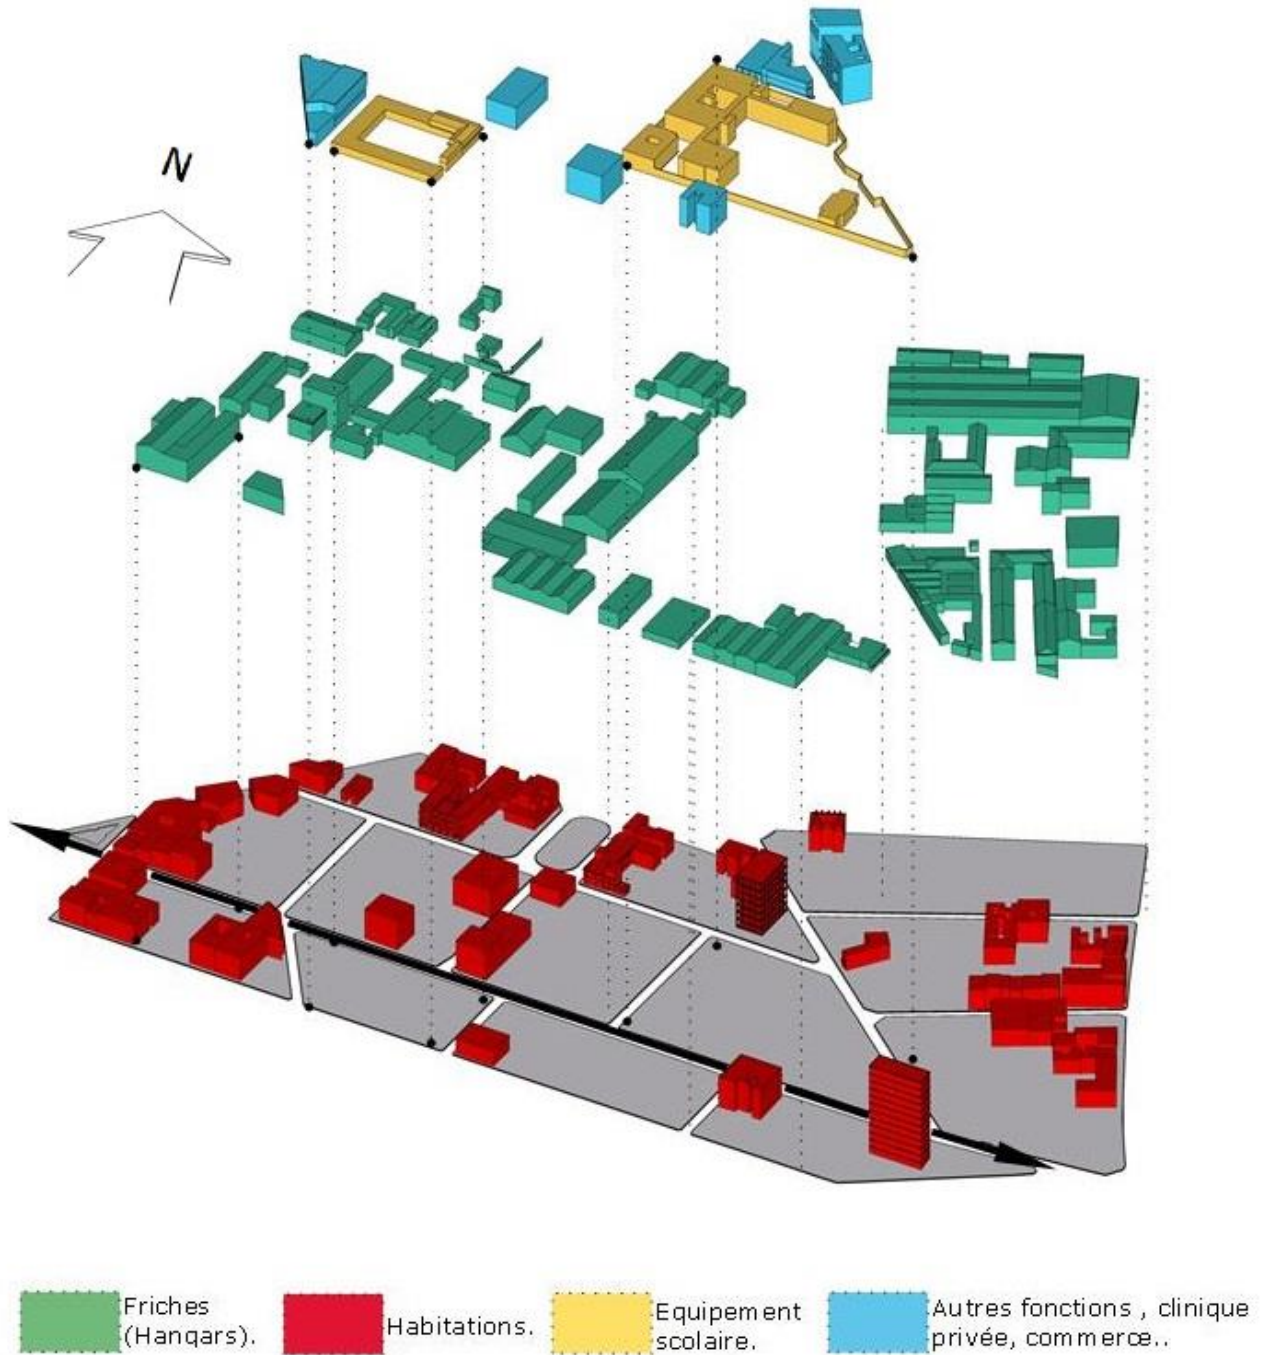 N
Friches
(Hangars).
Habitations.
Equipement
scolaire.
Autres fonctions , clinique
privée, commerce..